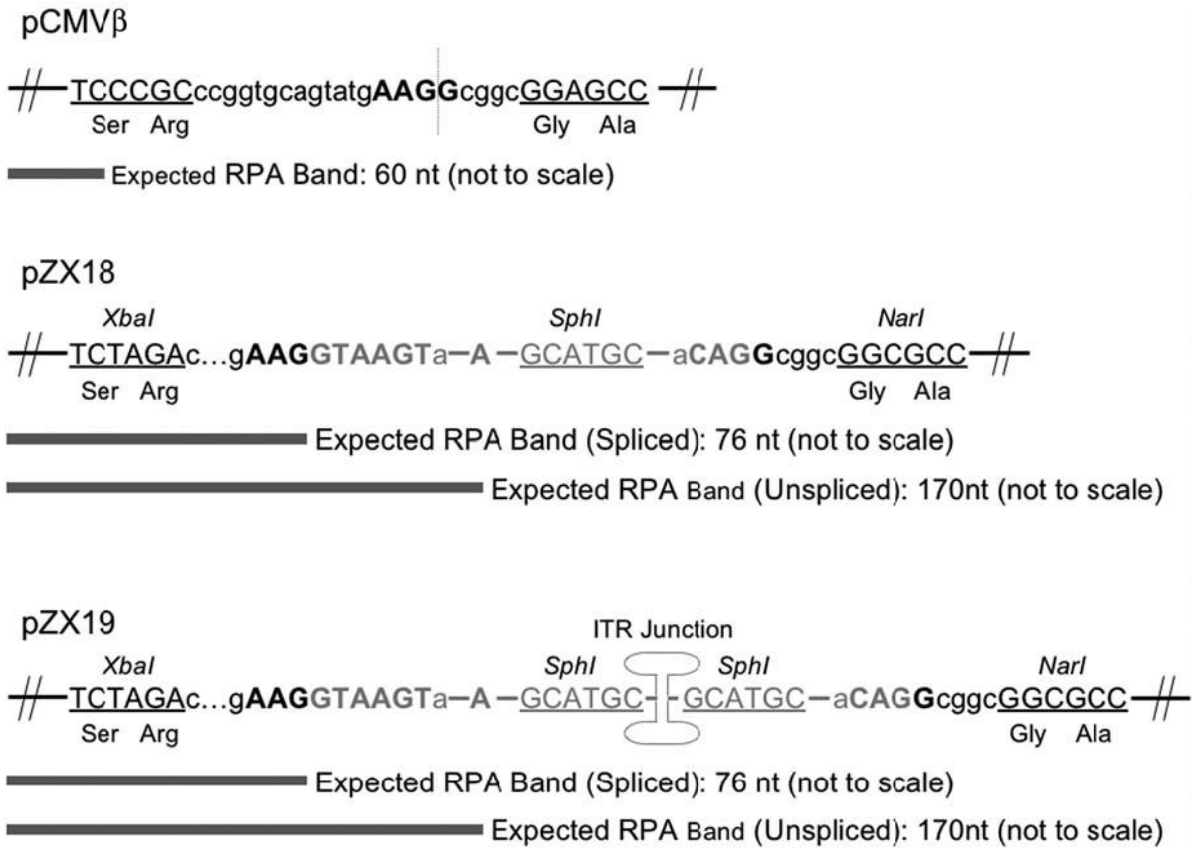 pCMVβ
TCCCGCccggtgcagtatgAAGGcggcGGAGCC
Ser Arg Gly Ala
Expected RPA Band: 60 nt (not to scale)
pZX18
XbaI SphI NarI
TCTAGAc...gAAGGTAAGTa–A–GCATGC–aCAGGcggcGGCGCC
Ser Arg Gly Ala
Expected RPA Band (Spliced): 76 nt (not to scale)
Expected RPA Band (Unspliced): 170nt (not to scale)
pZX19
ITR Junction
XbaI SphI SphI NarI
TCTAGAc...gAAGGTAAGTa–A–GCATGC–GCATGC–aCAGGcggcGGCGCC
Ser Arg Gly Ala
Expected RPA Band (Spliced): 76 nt (not to scale)
Expected RPA Band (Unspliced): 170nt (not to scale)